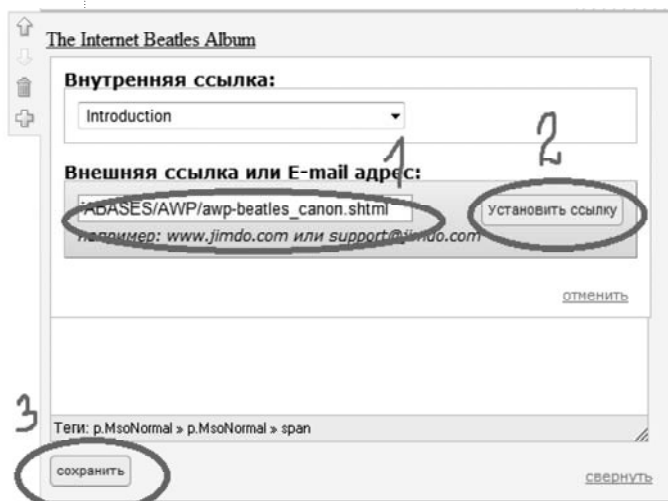 The Internet Beatles Album
Внутренняя ссылка:
Introduction
1
2
Внешняя ссылка или E-mail адрес:
'ABASES/AWP/awp-beatles_canon.shtml
установить ссылку
например: www.jimdo.com или support@jimdo.com
отменить
3
Теги: p.MsoNormal » p.MsoNormal » span
сохранить
свернуть